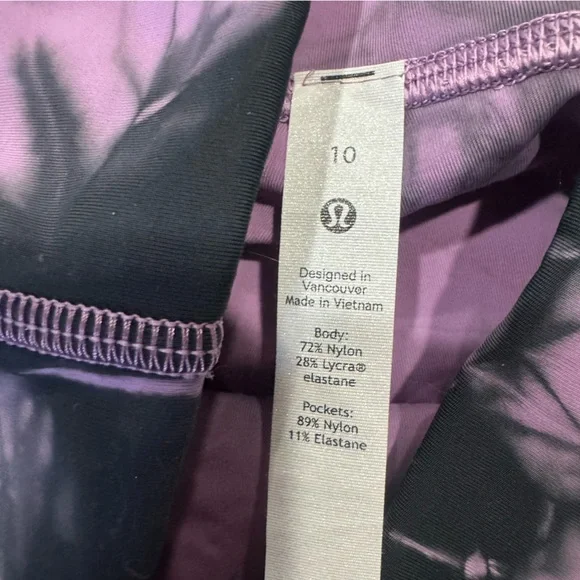 10
Designed in
Vancouver
Made in Vietnam
Body:
72% Nylon
28% Lycra®
elastane
Pockets:
89% Nylon
11% Elastane